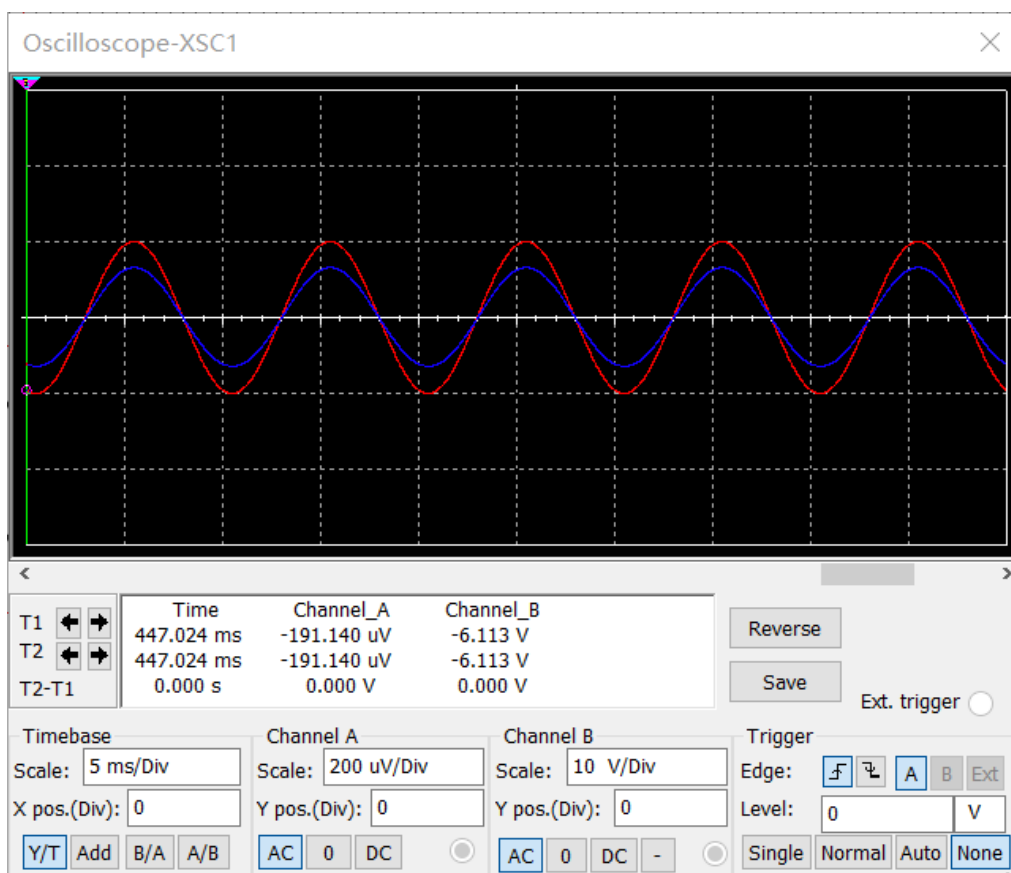 Oscilloscope-XSC1
Time Channel_A Channel_B
T1 447.024 ms -191.140 uV -6.113 V
T2 447.024 ms -191.140 uV -6.113 V
T2-T1 0.000 s 0.000 V 0.000 V
Reverse
Save
Ext. trigger
Timebase
Scale: 5 ms/Div
X pos.(Div): 0
Y/T Add B/A A/B
Channel A
Scale: 200 uV/Div
Y pos.(Div): 0
AC 0 DC
Channel B
Scale: 10 V/Div
Y pos.(Div): 0
AC 0 DC -
Trigger
Edge: A B Ext
Level: 0 V
Single Normal Auto None